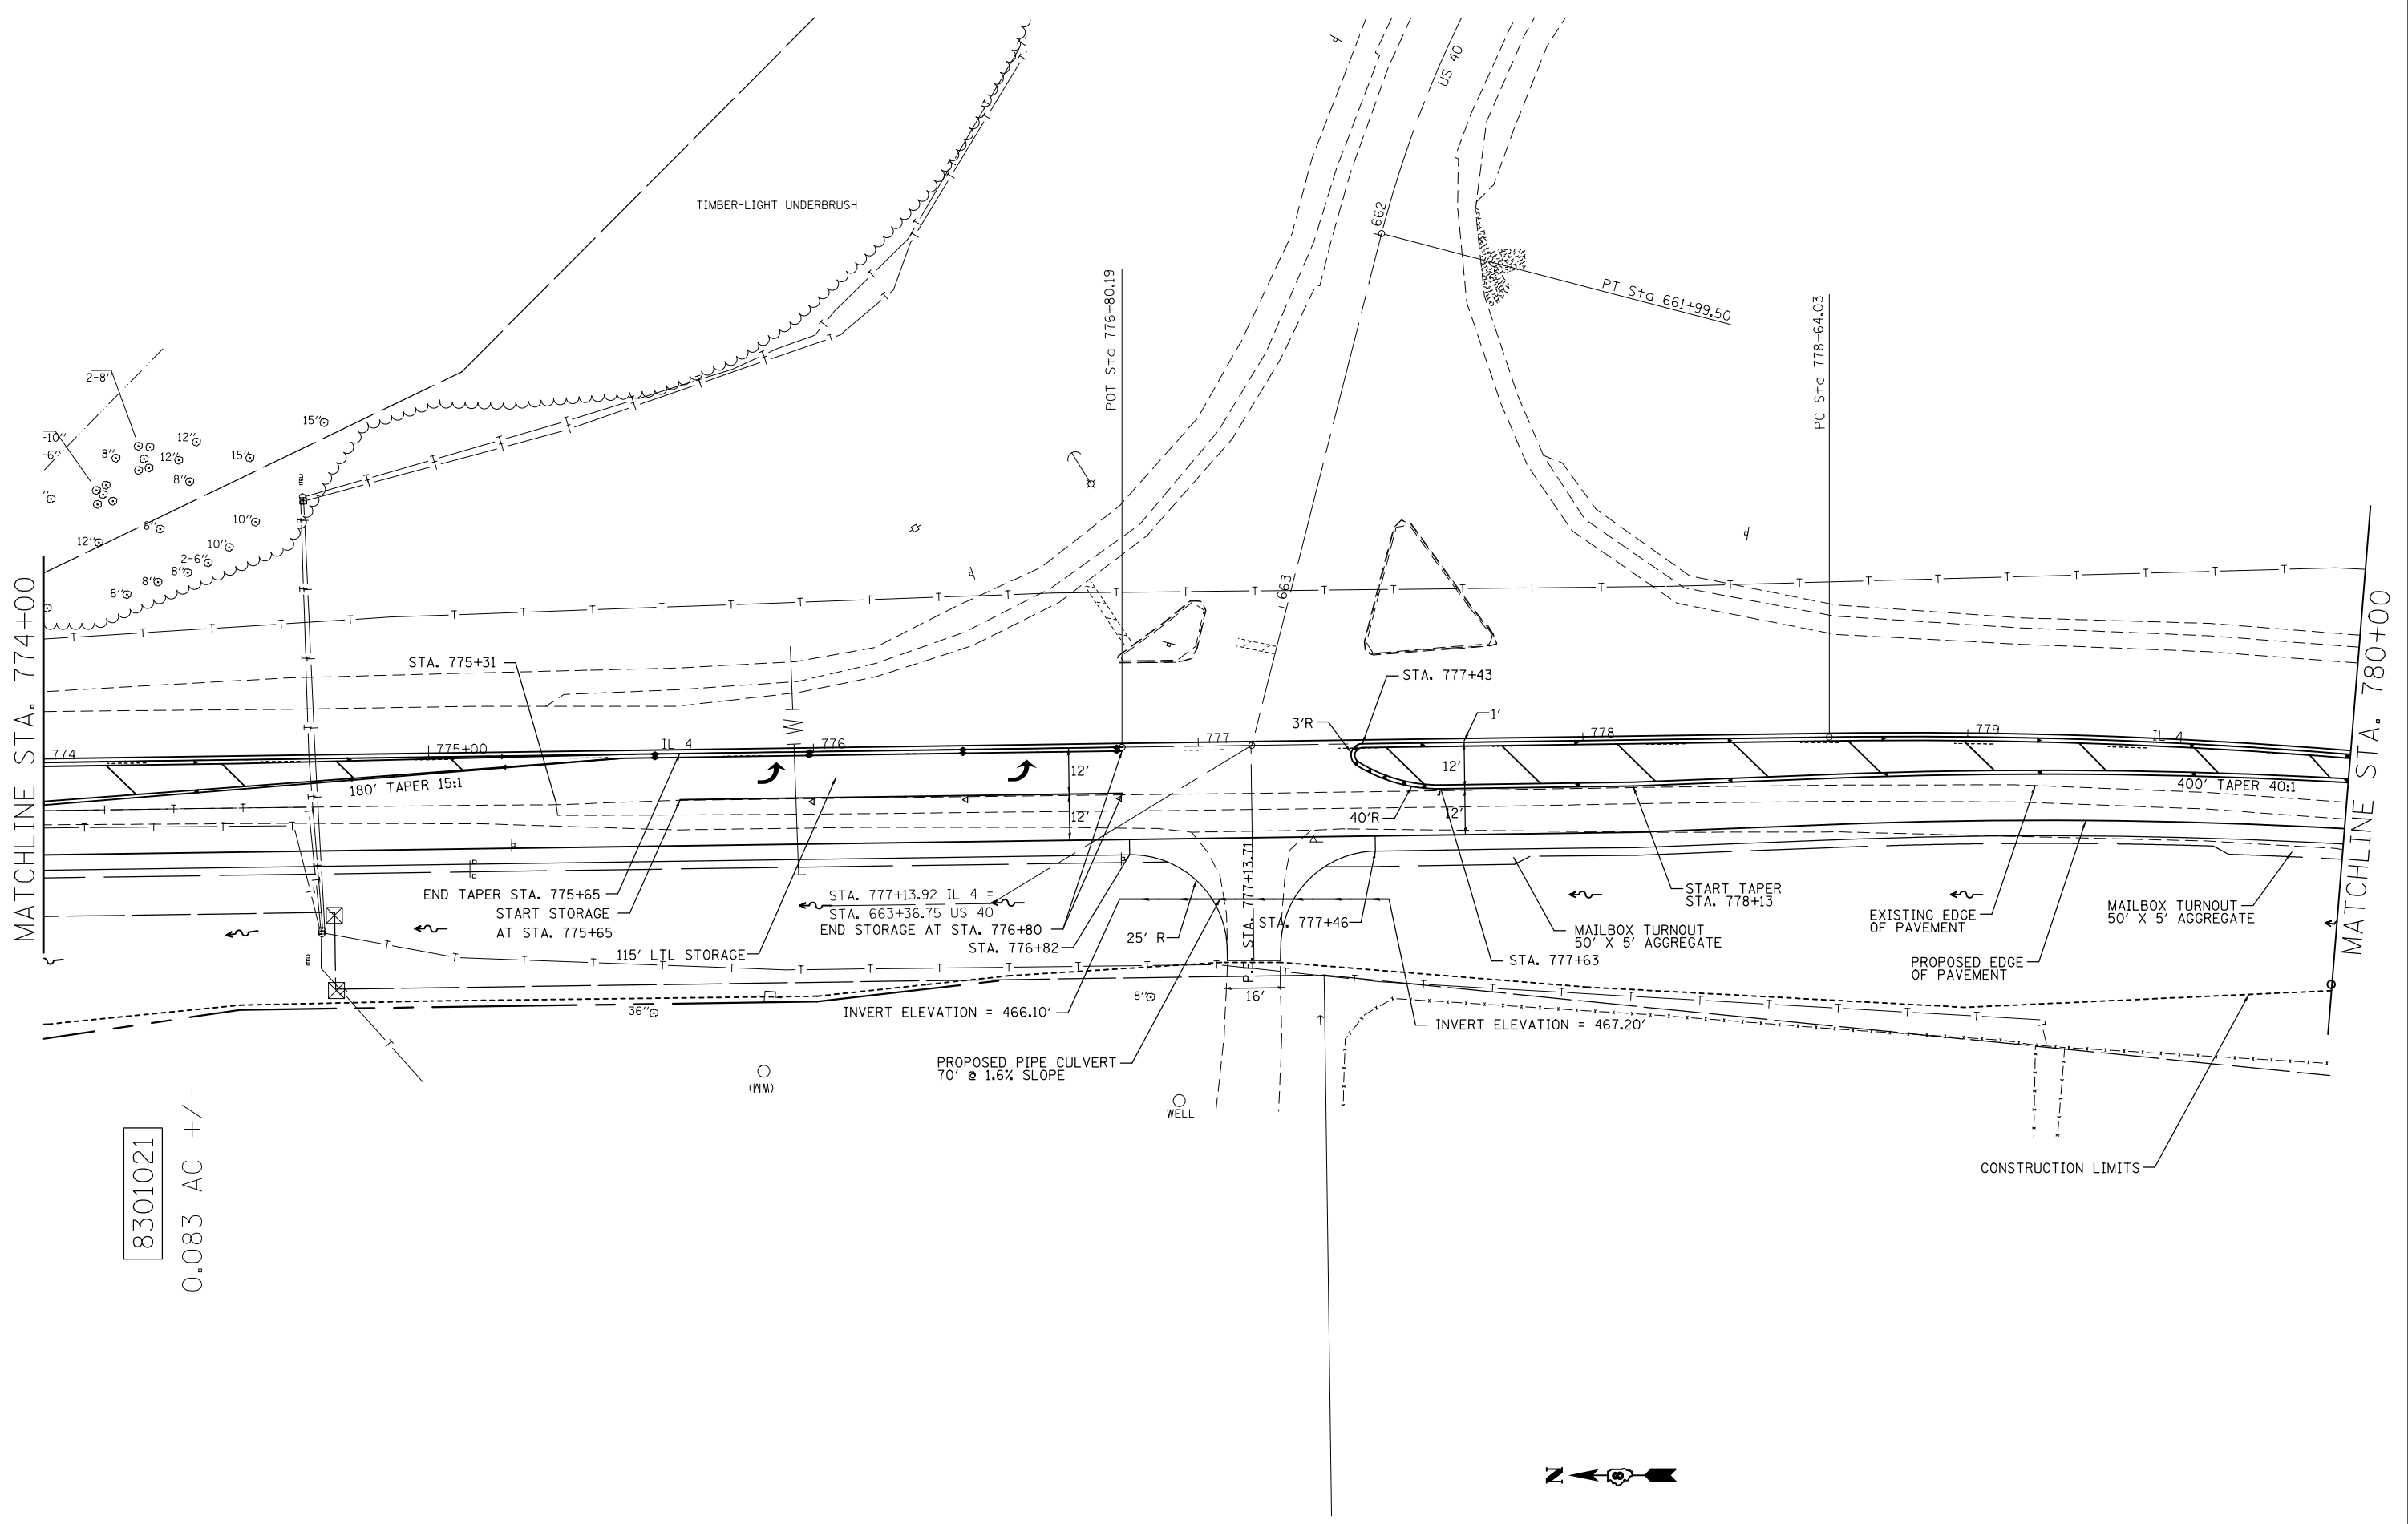 US 40
TIMBER-LIGHT UNDERBRUSH
662
PT Sta 661+99.50
POT Sta 776+80.19
PC Sta 778+64.03
2-8"
15"
-10"
-6"
12"
8"
12"
15"
8"
6"
10"
12"
10"
2-6"
8"
8"
8"
MATCHLINE STA. 774+00
MATCHLINE STA. 780+00
663
STA. 775+31
STA. 777+43
3'R
1'
774
775+00
IL 4
776
W
777
778
779
IL 4
180' TAPER 15:1
12'
12'
12'
12'
40'R
400' TAPER 40:1
P.E. STA. 777+13.71
END TAPER STA. 775+65
START STORAGE
AT STA. 775+65
STA. 777+13.92 IL 4 =
STA. 663+36.75 US 40
END STORAGE AT STA. 776+80
STA. 776+82
115' LTL STORAGE
25' R
STA. 777+46
START TAPER
STA. 778+13
MAILBOX TURNOUT
50' X 5' AGGREGATE
STA. 777+63
EXISTING EDGE
OF PAVEMENT
MAILBOX TURNOUT
50' X 5' AGGREGATE
PROPOSED EDGE
OF PAVEMENT
16'
8"
36"
INVERT ELEVATION = 466.10'
INVERT ELEVATION = 467.20'
PROPOSED PIPE CULVERT
70' @ 1.6% SLOPE
(WM)
WELL
CONSTRUCTION LIMITS
8301021
0.083 AC +/-
N